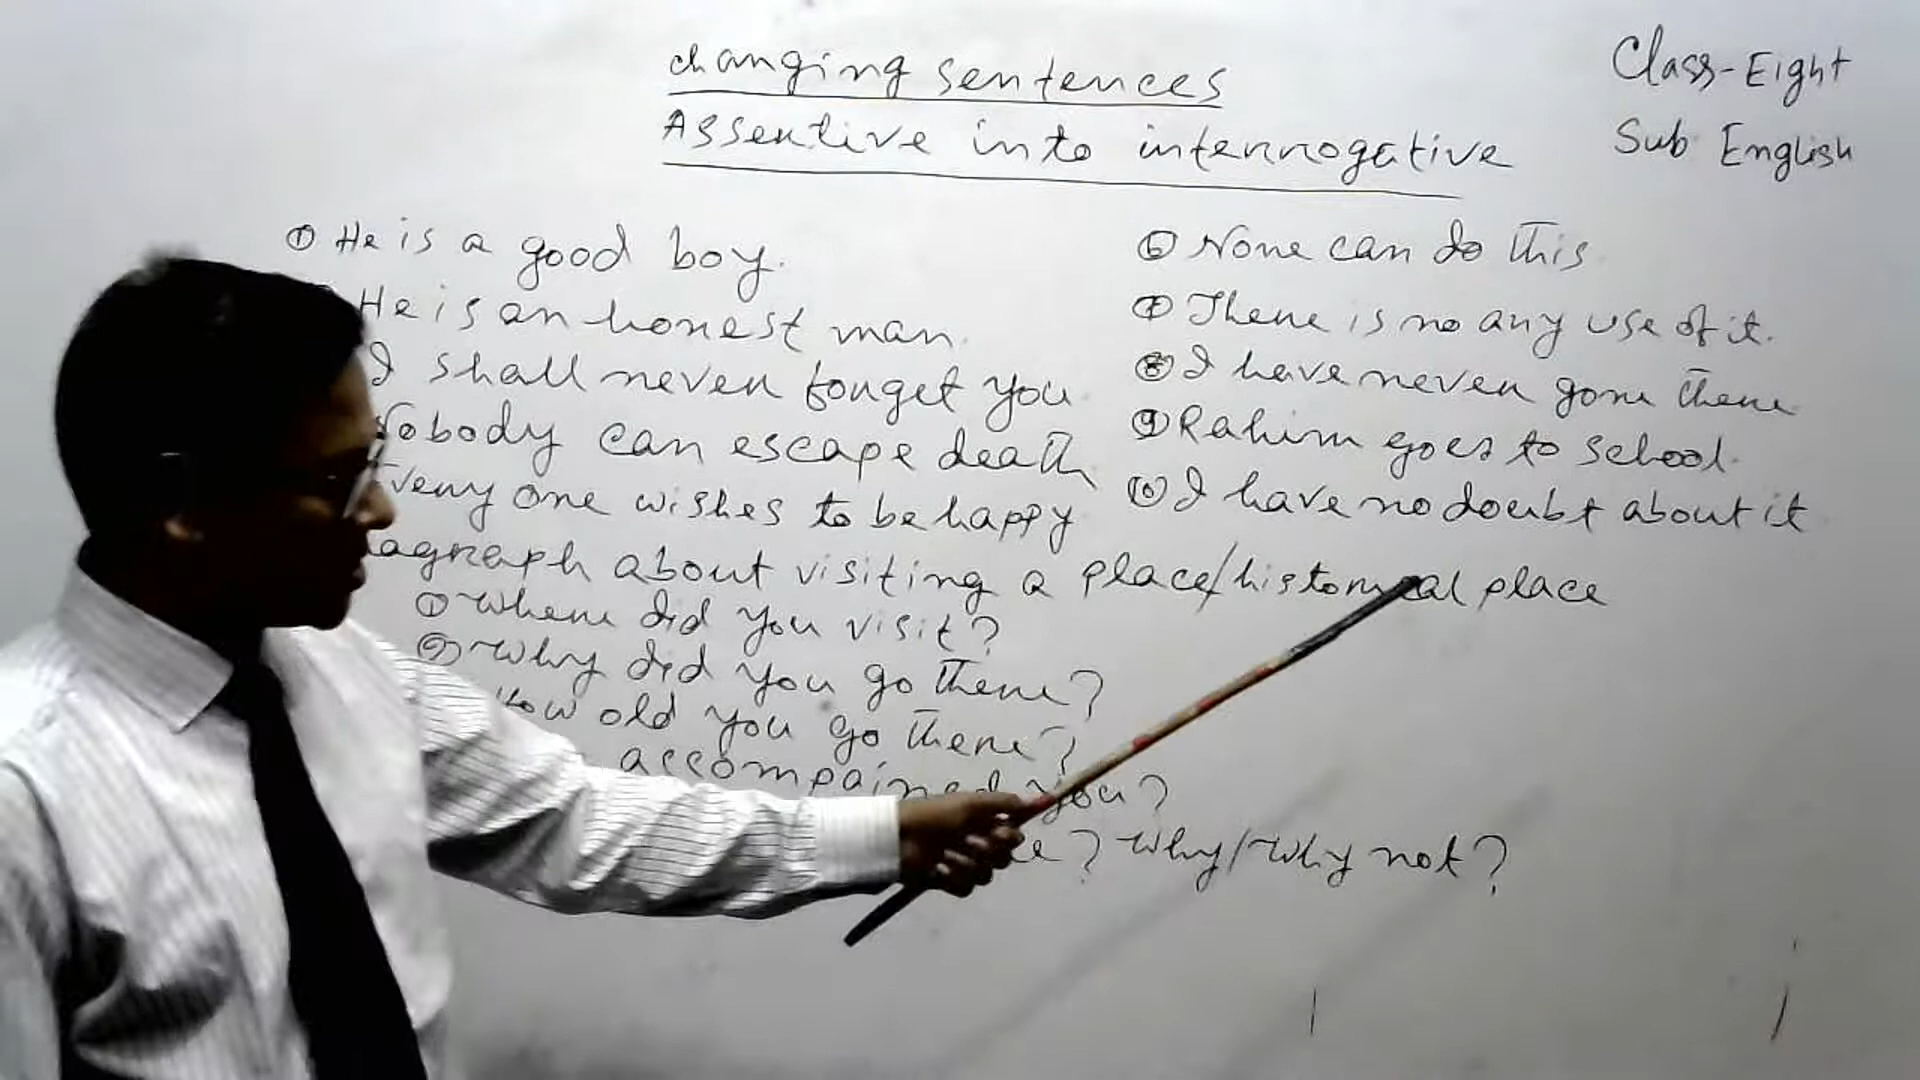 Changing sentences
Assertive into interrogative
Class-Eight
Sub English
① He is a good boy.
He is an honest man.
I shall never forget you.
Nobody can escape death
Every one wishes to be happy
⑥ None can do this.
⑦ There is no any use of it.
⑧ I have never gone there
⑨ Rahim goes to school.
⑩ I have no doubt about it
agraph about visiting a place/historical place
① Where did you visit?
② Why did you go there?
How old you go there?
accompained you?
? Why/Why not?